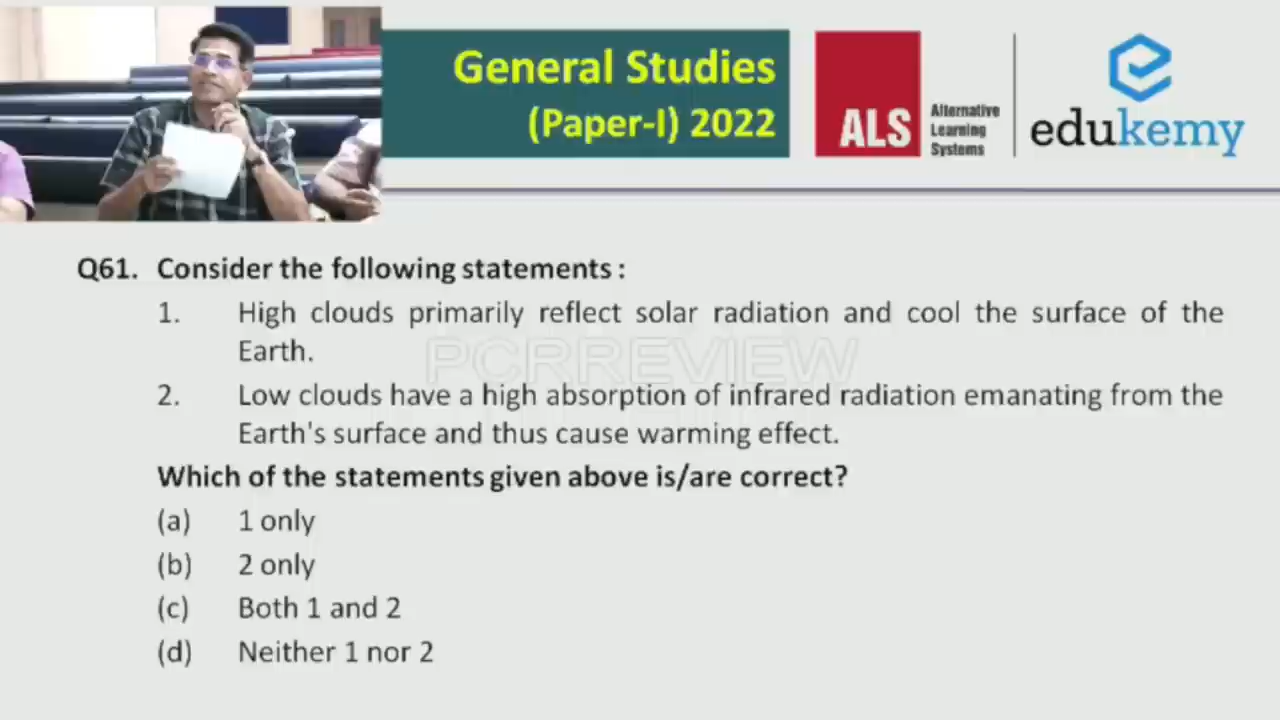 General Studies
(Paper-I) 2022
ALS
Alternative
Learning
Systems
edukemy
Q61. Consider the following statements :
1. High clouds primarily reflect solar radiation and cool the surface of the
Earth.
PCRREVIEW
2. Low clouds have a high absorption of infrared radiation emanating from the
Earth's surface and thus cause warming effect.
Which of the statements given above is/are correct?
(a) 1 only
(b) 2 only
(c) Both 1 and 2
(d) Neither 1 nor 2